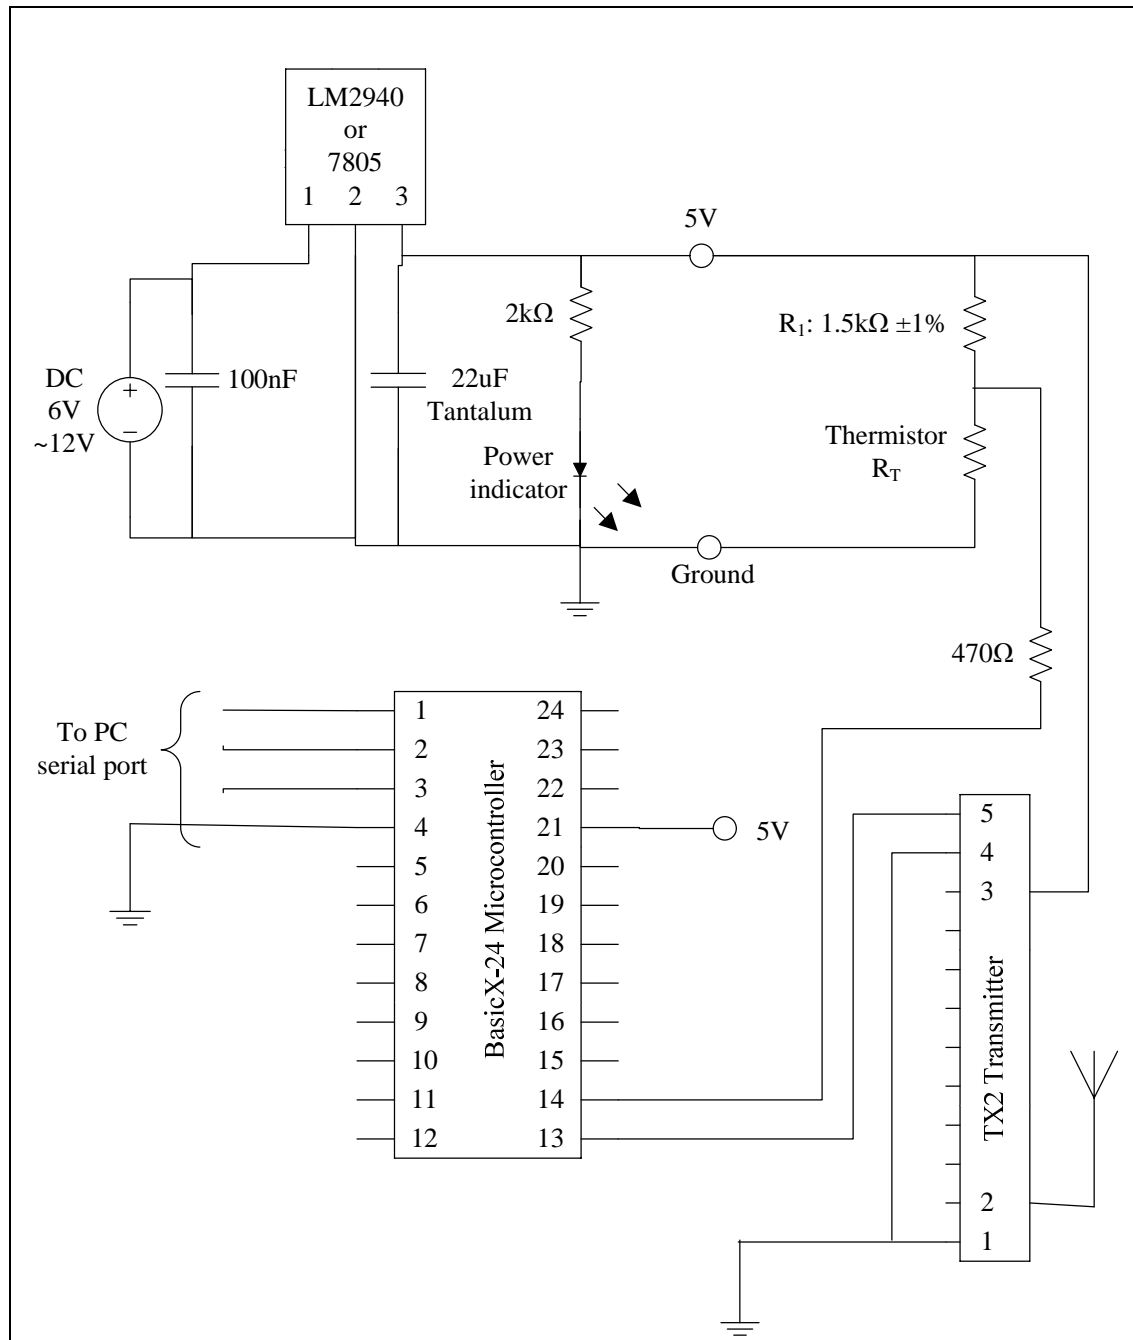 LM2940
or
7805
1 2 3
5V
2kΩ
R1: 1.5kΩ ±1%
DC
6V
~12V
+
−
100nF
22uF
Tantalum
Thermistor
RT
Power
indicator
Ground
470Ω
To PC
serial port
1 24
2 23
3 22
4 21
5V
5 20
6 19
7 18
8 17
9 16
10 15
11 14
12 13
BasicX-24 Microcontroller
5
4
3
TX2 Transmitter
2
1